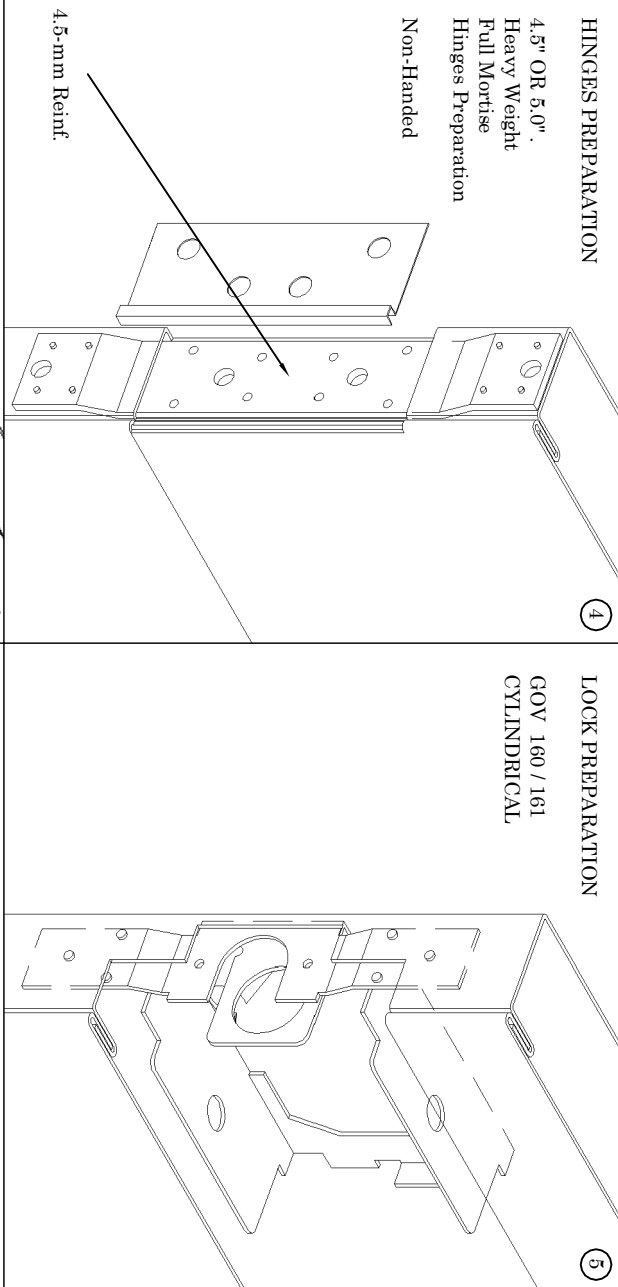 HINGES PREPARATION
4.5" OR 5.0" .
Heavy Weight
Full Mortise
Hinges Preparation
Non-Handed
4.5-mm Reinf.
4
LOCK PREPARATION
GOV 160 / 161
CYLINDRICAL
5